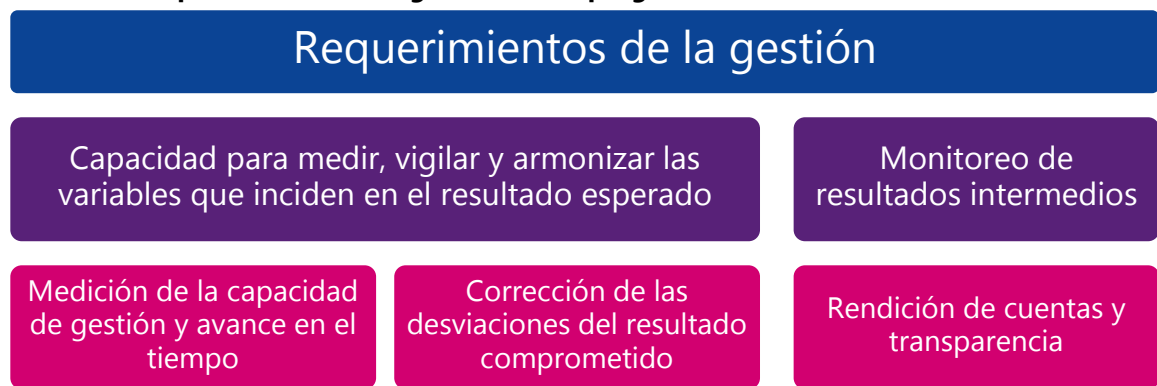 Requerimientos de la gestión
Capacidad para medir, vigilar y armonizar las
variables que inciden en el resultado esperado
Monitoreo de
resultados intermedios
Medición de la capacidad
de gestión y avance en el
tiempo
Corrección de las
desviaciones del resultado
comprometido
Rendición de cuentas y
transparencia